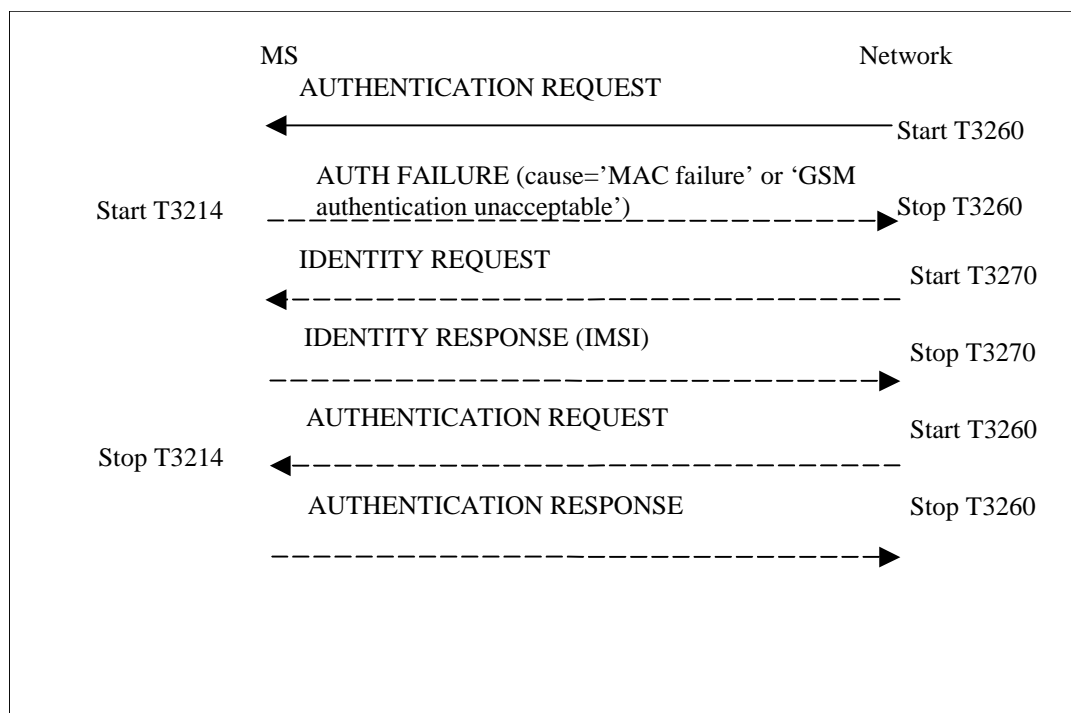 MS Network
AUTHENTICATION REQUEST
Start T3260
AUTH FAILURE (cause=’MAC failure’ or ‘GSM
authentication unacceptable’)
Start T3214
Stop T3260
IDENTITY REQUEST
Start T3270
IDENTITY RESPONSE (IMSI)
Stop T3270
AUTHENTICATION REQUEST
Start T3260
Stop T3214
AUTHENTICATION RESPONSE
Stop T3260